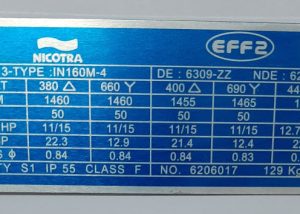 NICOTRA EFF2
3-TYPE :IN160M-4 DE : 6309-ZZ NDE : 62
T 380 △ 660 Y 400 △ 690 Y
M 1460 1460 1455 1465
50 50 50 50
HP 11/15 11/15 11/15 11/15
P 22.3 12.9 21.4 12.4
S ϕ 0.84 0.84 0.84 0.84
TY S1 IP 55 CLASS F NO. 6206017 129 KG